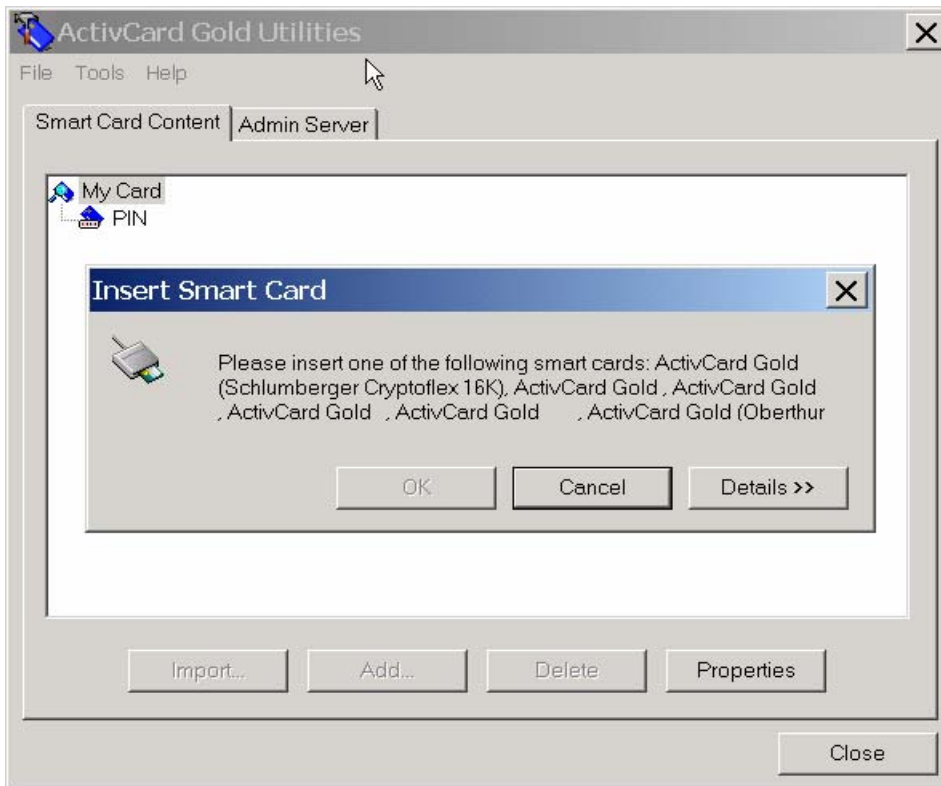 ActivCard Gold Utilities
File Tools Help
Smart Card Content Admin Server
My Card
PIN
Insert Smart Card
Please insert one of the following smart cards: ActivCard Gold
(Schlumberger Cryptoflex 16K), ActivCard Gold , ActivCard Gold
, ActivCard Gold , ActivCard Gold , ActivCard Gold (Oberthur
OK Cancel Details >>
Import... Add... Delete Properties
Close